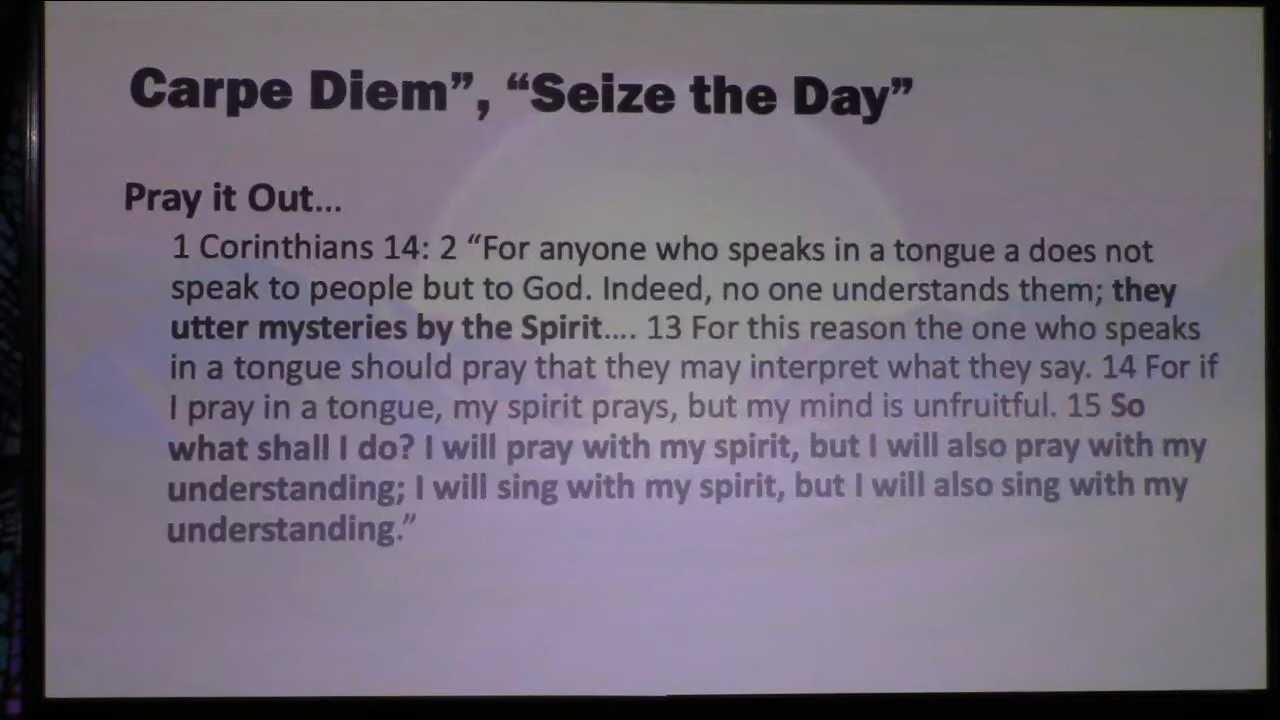 Carpe Diem”, “Seize the Day”
Pray it Out...
1 Corinthians 14: 2 “For anyone who speaks in a tongue a does not
speak to people but to God. Indeed, no one understands them; they
utter mysteries by the Spirit.... 13 For this reason the one who speaks
in a tongue should pray that they may interpret what they say. 14 For if
I pray in a tongue, my spirit prays, but my mind is unfruitful. 15 So
what shall I do? I will pray with my spirit, but I will also pray with my
understanding; I will sing with my spirit, but I will also sing with my
understanding.”